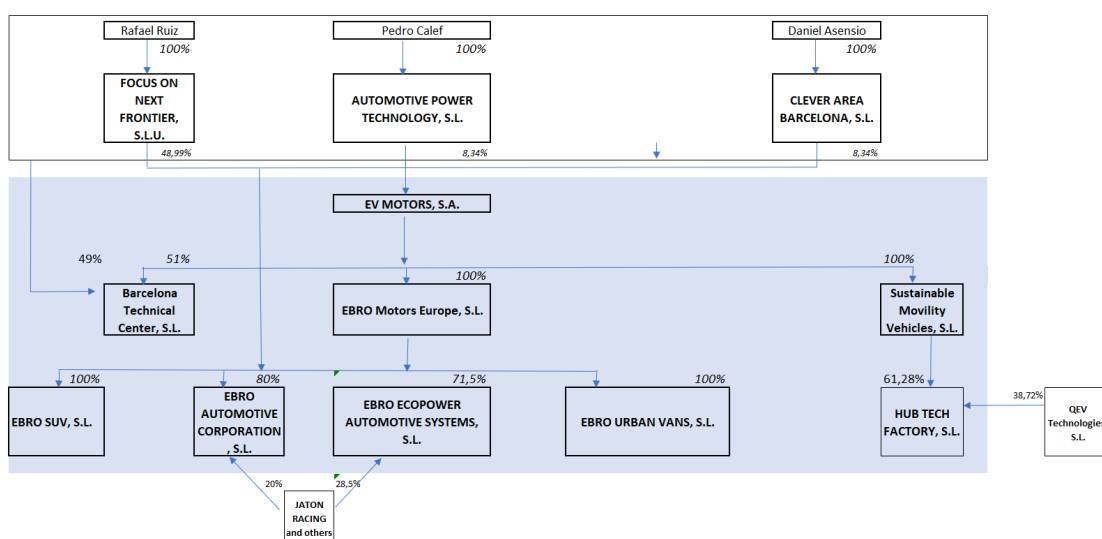 Rafael Ruiz
Pedro Calef
Daniel Asensio
100%
100%
100%
FOCUS ON
NEXT
FRONTIER,
S.L.U.
AUTOMOTIVE POWER
TECHNOLOGY, S.L.
CLEVER AREA
BARCELONA, S.L.
48,99%
8,34%
8,34%
EV MOTORS, S.A.
49%
51%
100%
100%
Barcelona
Technical
Center, S.L.
EBRO Motors Europe, S.L.
Sustainable
Movility
Vehicles, S.L.
100%
80%
71,5%
100%
61,28%
EBRO SUV, S.L.
EBRO
AUTOMOTIVE
CORPORATION
, S.L.
EBRO ECOPOWER
AUTOMOTIVE SYSTEMS,
S.L.
EBRO URBAN VANS, S.L.
HUB TECH
FACTORY, S.L.
38,72%
QEV
Technologies
S.L.
20%
28,5%
JATON
RACING
and others